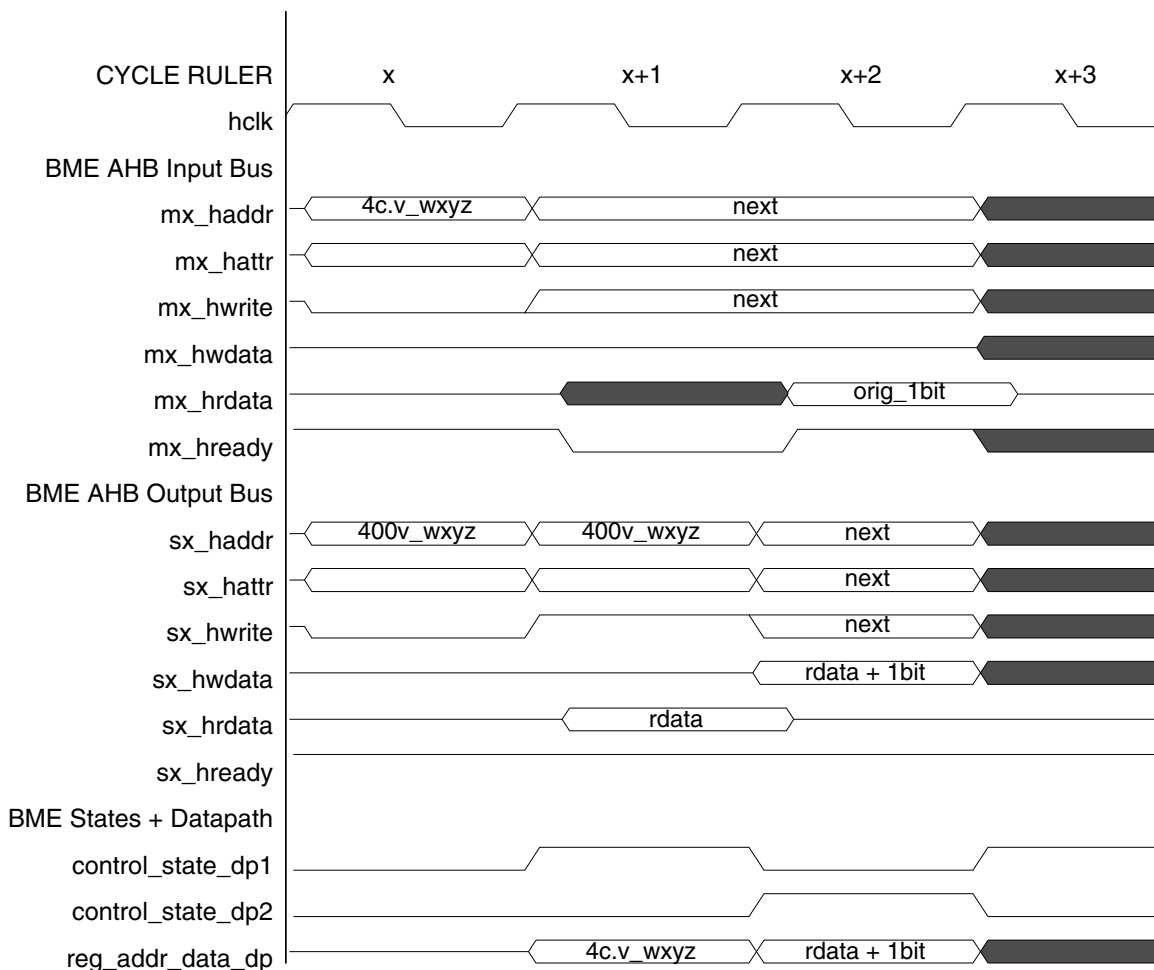 CYCLE RULER x x+1 x+2 x+3
hclk
BME AHB Input Bus
mx_haddr 4c.v_wxyz next
mx_hattr next
mx_hwrite next
mx_hwdata
mx_hrdata orig_1bit
mx_hready
BME AHB Output Bus
sx_haddr 400v_wxyz 400v_wxyz next
sx_hattr next
sx_hwrite next
sx_hwdata rdata + 1bit
sx_hrdata rdata
sx_hready
BME States + Datapath
control_state_dp1
control_state_dp2
reg_addr_data_dp 4c.v_wxyz rdata + 1bit